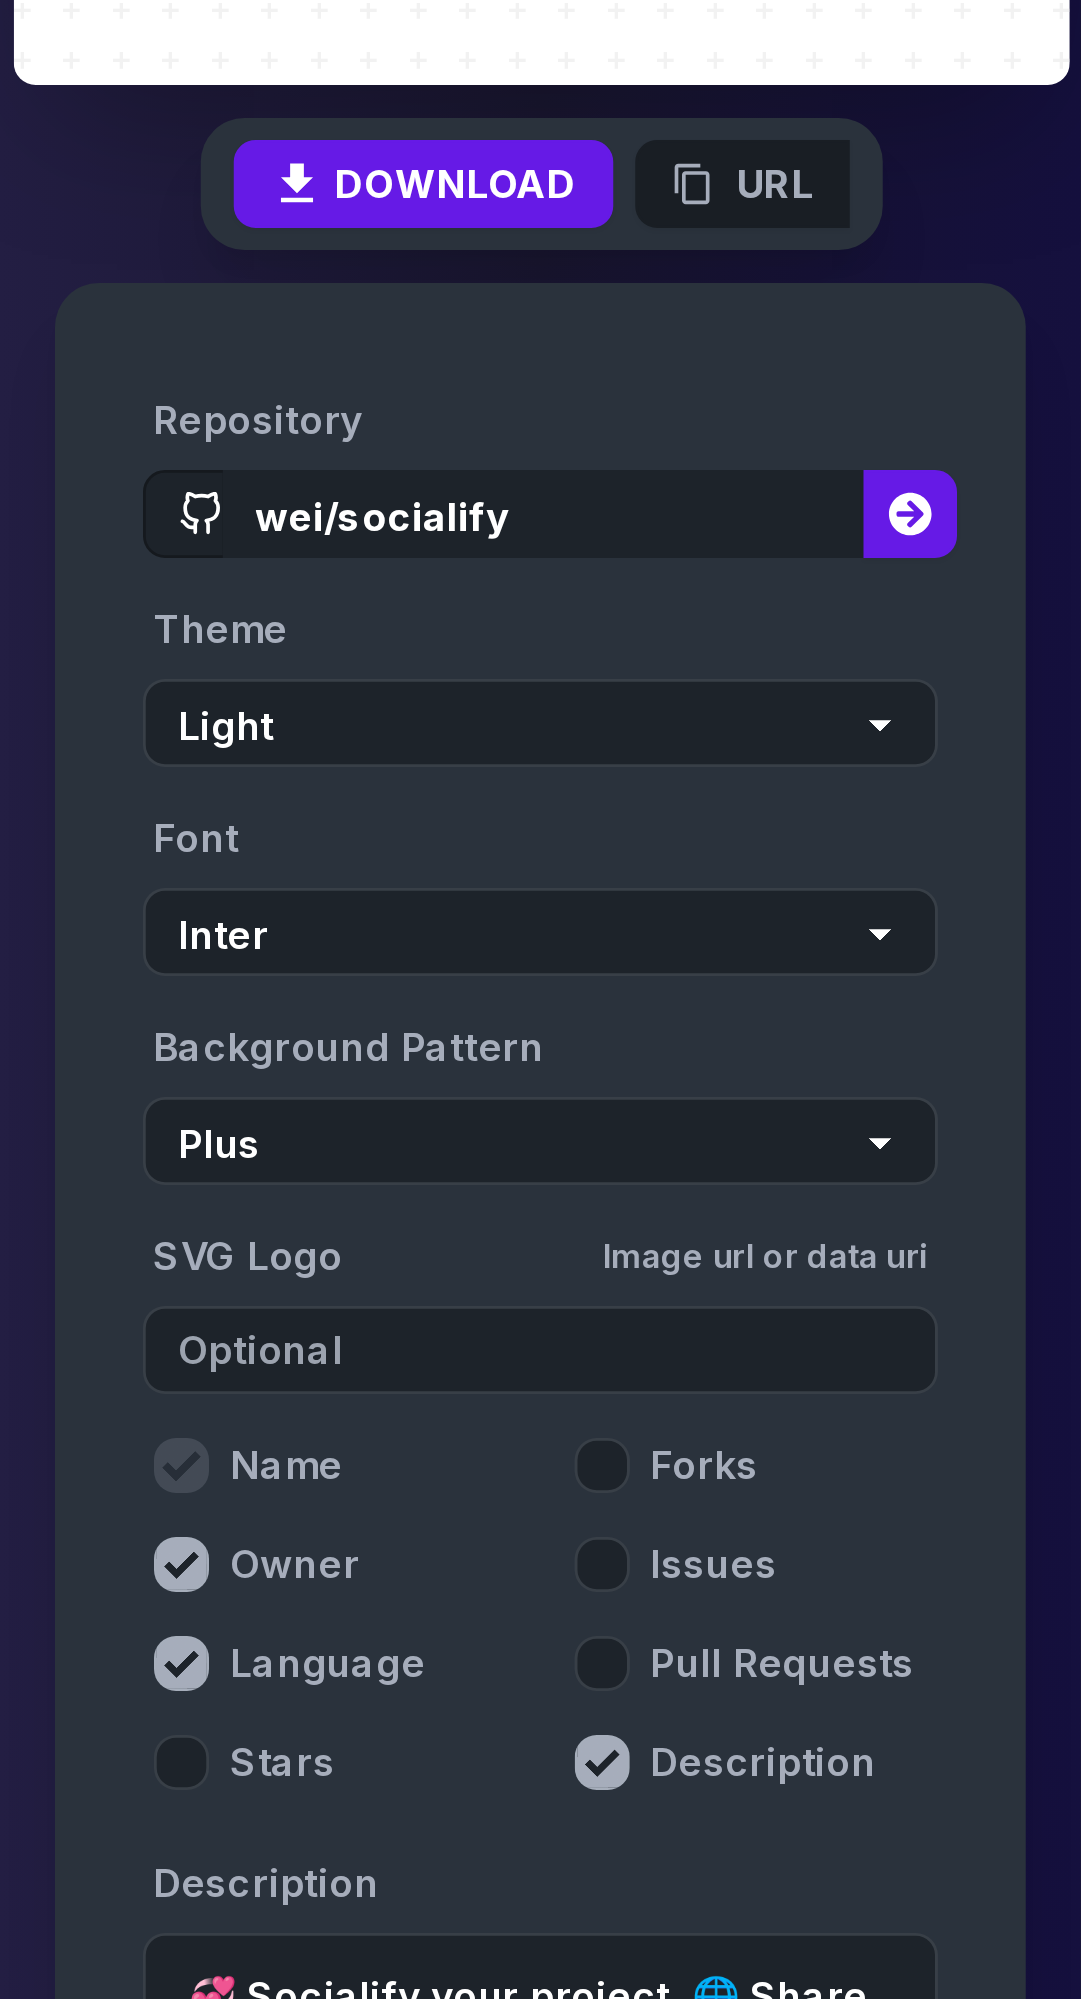 DOWNLOAD URL
Repository
wei/socialify
Theme
Light
Font
Inter
Background Pattern
Plus
SVG Logo Image url or data uri
Optional
Name Forks
Owner Issues
Language Pull Requests
Stars Description
Description
💞 Socialify your project. 🌐 Share